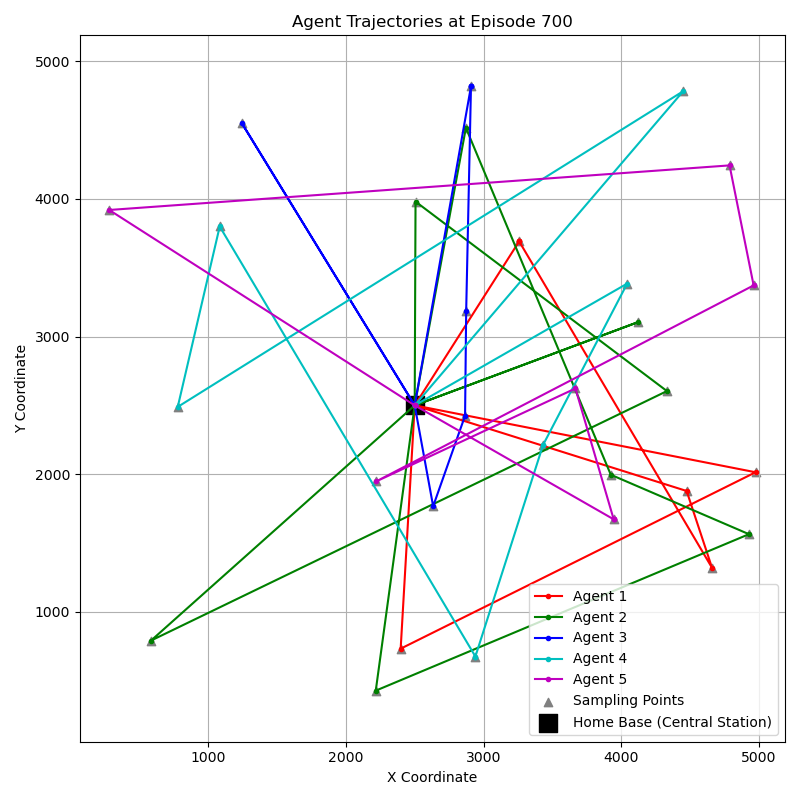 Agent Trajectories at Episode 700
5000
4000
3000
2000
1000
Y Coordinate
1000
2000
3000
4000
5000
X Coordinate
Agent 1
Agent 2
Agent 3
Agent 4
Agent 5
Sampling Points
Home Base (Central Station)